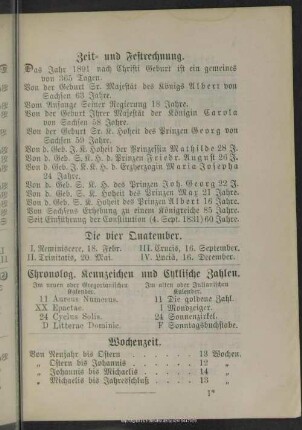 Zeit- und Festrechnung.
Das Jahr 1891 nach Christi Geburt ist ein gemeines
von 365 Tagen.
Von der Geburt Sr. Majestät des Königs Albert von
Sachsen 63 Jahre.
Vom Anfange Seiner Regierung 18 Jahre.
Von der Geburt Ihrer Majestät der Königin Carola
von Sachsen 58 Jahre.
Von der Geburt Sr. K. Hoheit des Prinzen Georg von
Sachsen 59 Jahre.
Von d. Geb. J. K. Hoheit der Prinzessin Mathilde 28 J.
Von d. Geb. S. K. H. d. Prinzen Friedr. August 26 J.
Von d. Geb. J. K. H. d. Erzherzogin Maria Josepha
24 Jahre.
Von d. Geb. S. K. H. des Prinzen Joh. Georg 22 J.
Von d. Geb. S. K. Hoheit des Prinzen Max 21 Jahre.
Von d. Geb. S. K. Hoheit des Prinzen Albert 16 Jahre.
Von Sachsens Erhebung zu einem Königreiche 85 Jahre.
Seit Einführung der Constitution (4. Sept. 1831) 60 Jahre.
Die vier Quatember.
I. Reminiscere, 18. Febr. III. Crucis, 16. September.
II. Trinitatis, 20. Mai. IV. Luciä, 16. December.
Chronolog. Kennzeichen und Cyklische Zahlen.
Im neuen oder Gregorianischen Kalender. Im alten oder Julianischen Kalender.
11 Aureus Numerus. 11 Die goldene Zahl.
XX Epactae. 1 Mondzeiger.
24 Cyclus Solis. 24 Sonnenzirkel.
D Litterae Dominic. F Sonntagsbuchstabe.
Wochenzeit.
Von Neujahr bis Ostern 13 Wochen.
„ Ostern bis Johannis 12 „
„ Johannis bis Michaelis 14 „
„ Michaelis bis Jahresschluß 13 „
1*